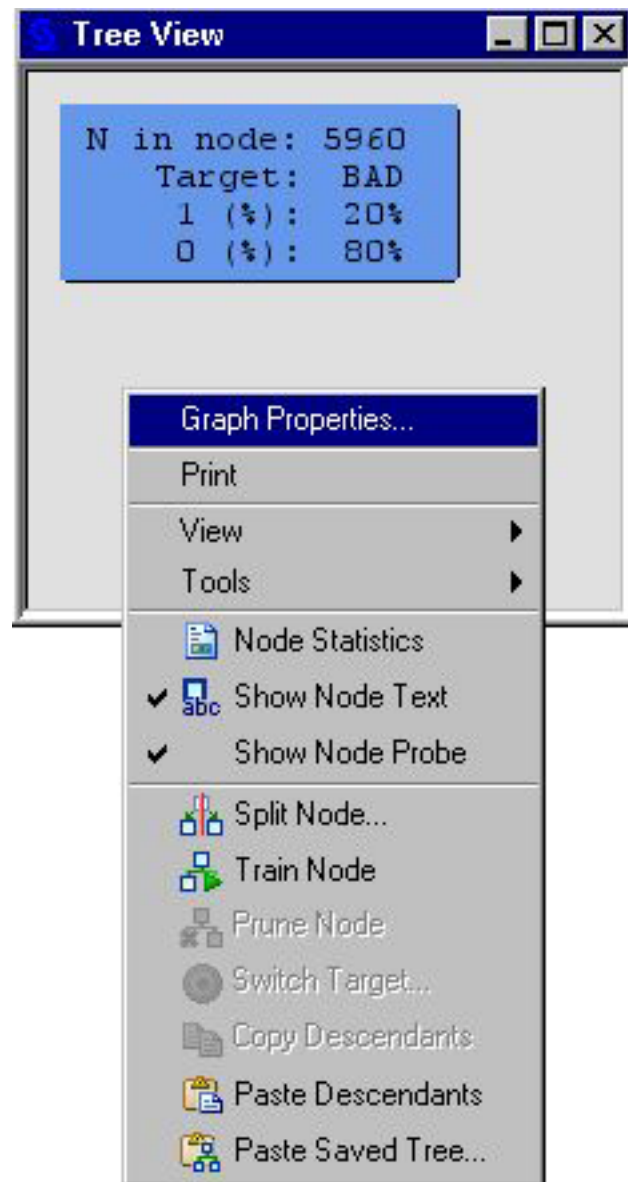 Tree View
N in node: 5960
Target: BAD
1 (%): 20%
0 (%): 80%
Graph Properties...
Print
View
Tools
Node Statistics
abc Show Node Text
Show Node Probe
Split Node...
Train Node
Prune Node
Switch Target...
Copy Descendants
Paste Descendants
Paste Saved Tree...